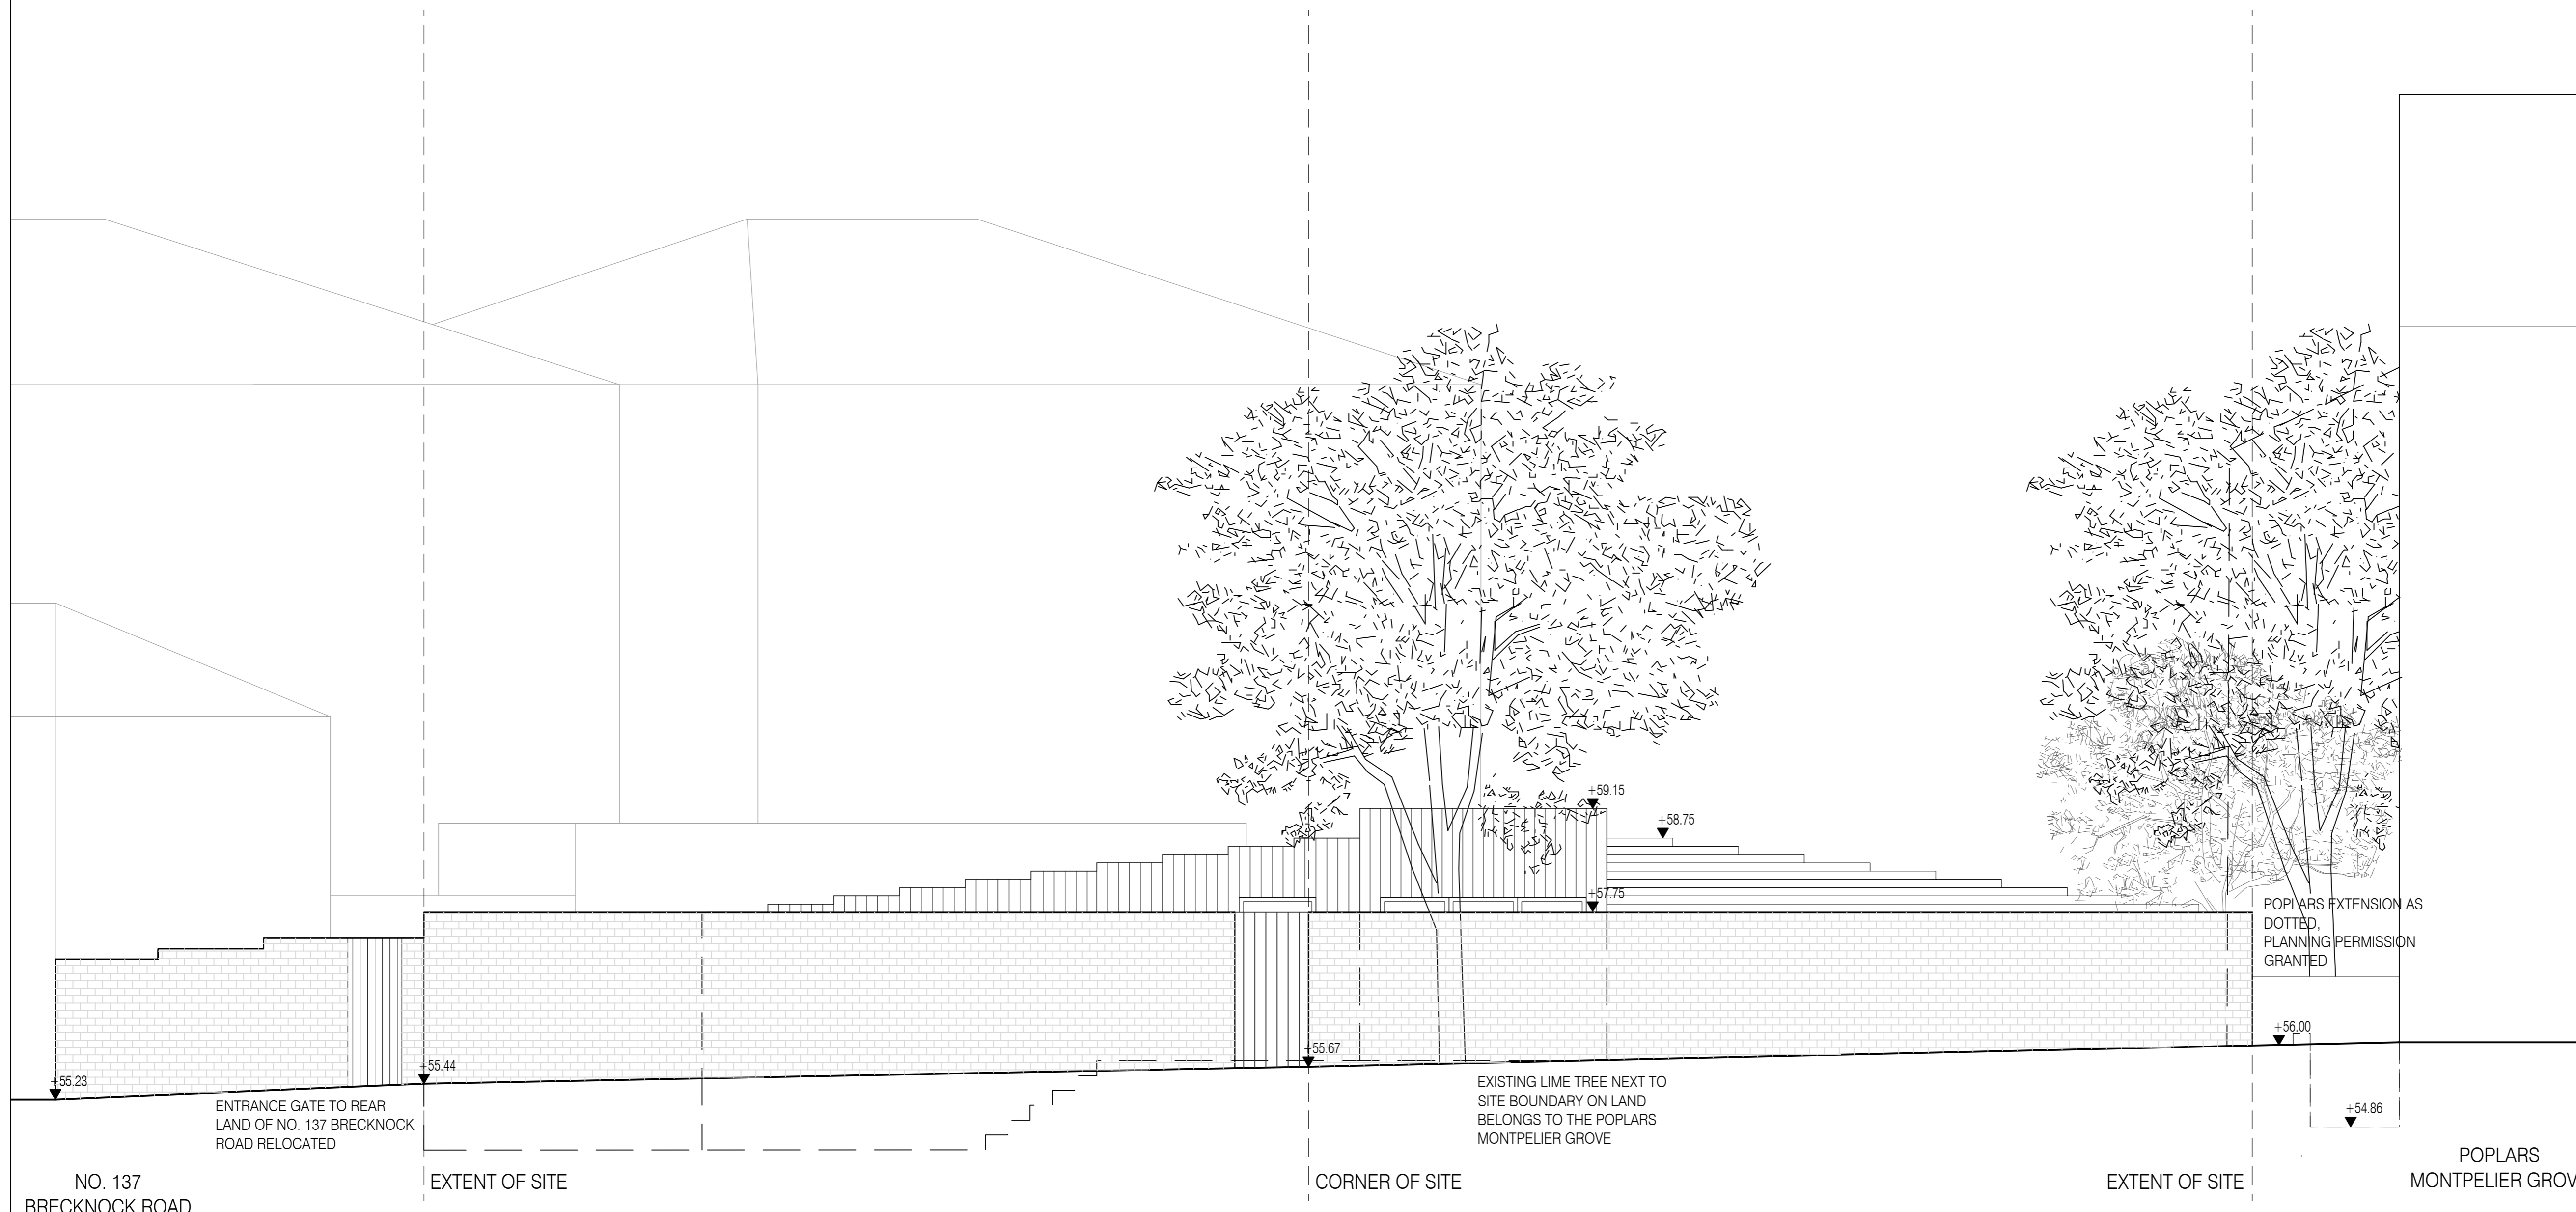 +59.15
+58.75
+57.75
POPLARS EXTENSION AS
DOTTED,
PLANNING PERMISSION
GRANTED
+56.00
+55.67
+55.44
+55.23
ENTRANCE GATE TO REAR
LAND OF NO. 137 BRECKNOCK
ROAD RELOCATED
EXISTING LIME TREE NEXT TO
SITE BOUNDARY ON LAND
BELONGS TO THE POPLARS
MONTPELIER GROVE
+54.86
NO. 137
BRECKNOCK ROAD
EXTENT OF SITE
CORNER OF SITE
EXTENT OF SITE
POPLARS
MONTPELIER GROV